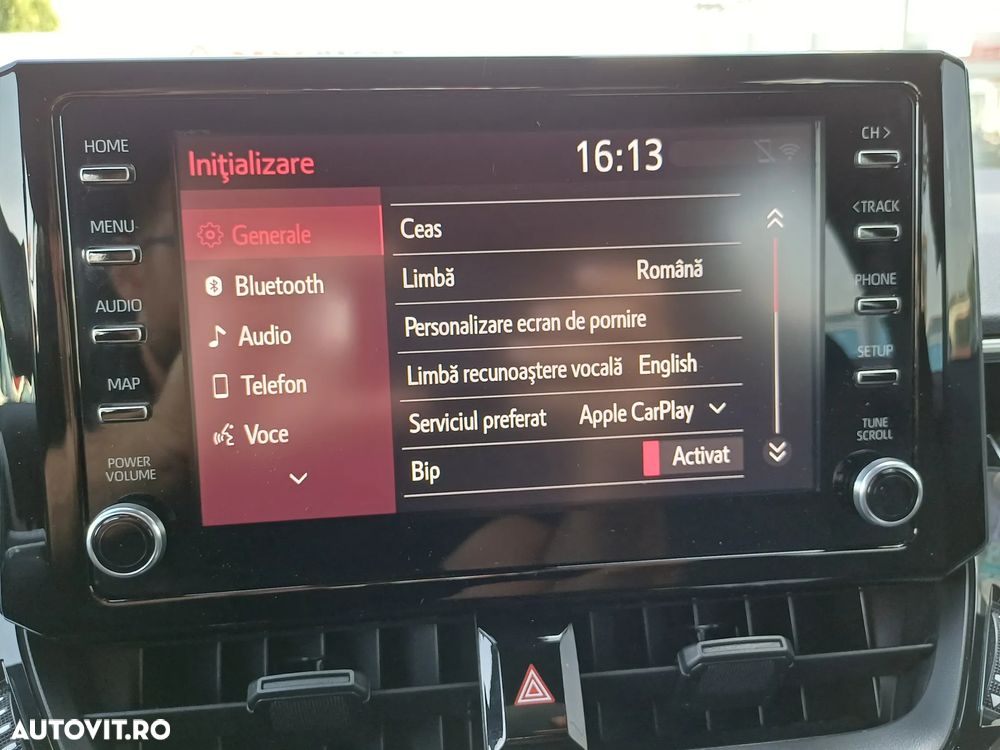 HOME
MENU
AUDIO
MAP
POWER
VOLUME
Iniţializare
16:13
Generale
Bluetooth
Audio
Telefon
Voce
Ceas
Limbă Română
Personalizare ecran de pornire
Limbă recunoaştere vocală English
Serviciul preferat Apple CarPlay
Bip Activat
CH >
< TRACK
PHONE
SETUP
TUNE
SCROLL
AUTOVIT.RO